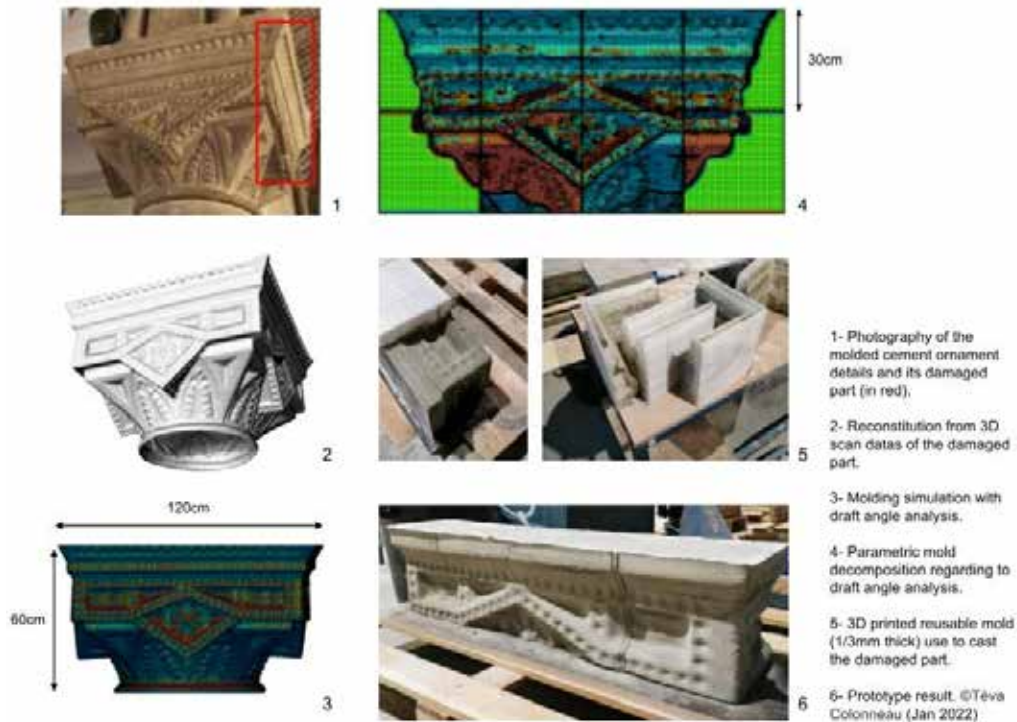 30cm
1
4
2
5
120cm
60cm
3
6
1- Photography of the
molded cement ornament
details and its damaged
part (in red).
2- Reconstitution from 3D
scan datas of the damaged
part.
3- Molding simulation with
draft angle analysis.
4- Parametric mold
decomposition regarding to
draft angle analysis.
5- 3D printed reusable mold
(1/3mm thick) use to cast
the damaged part.
6- Prototype result. ©Téva
Colonneau (Jan 2022)